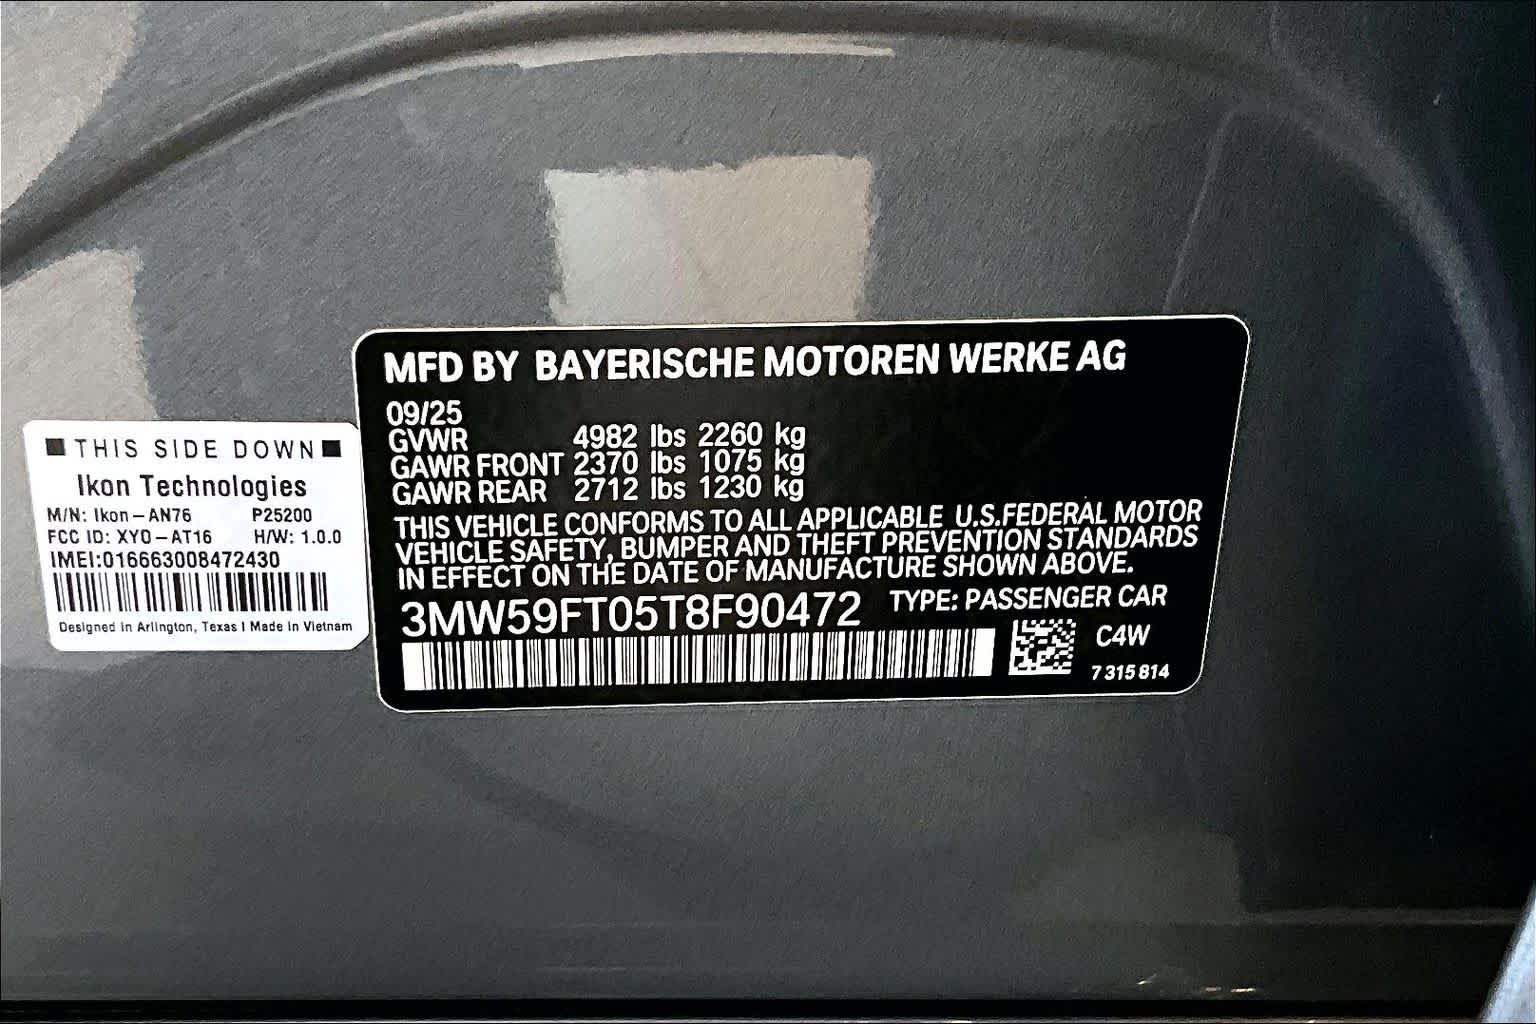 MFD BY BAYERISCHE MOTOREN WERKE AG
09/25
GVWR 4982 lbs 2260 kg
GAWR FRONT 2370 lbs 1075 kg
GAWR REAR 2712 lbs 1230 kg
THIS VEHICLE CONFORMS TO ALL APPLICABLE U.S.FEDERAL MOTOR
VEHICLE SAFETY, BUMPER AND THEFT PREVENTION STANDARDS
IN EFFECT ON THE DATE OF MANUFACTURE SHOWN ABOVE.
3MW59FT05T8F90472 TYPE: PASSENGER CAR
C4W
7 315 814
THIS SIDE DOWN
Ikon Technologies
M/N: Ikon-AN76 P25200
FCC ID: XYO-AT16 H/W: 1.0.0
IMEI:016663008472430
Designed in Arlington, Texas | Made in Vietnam